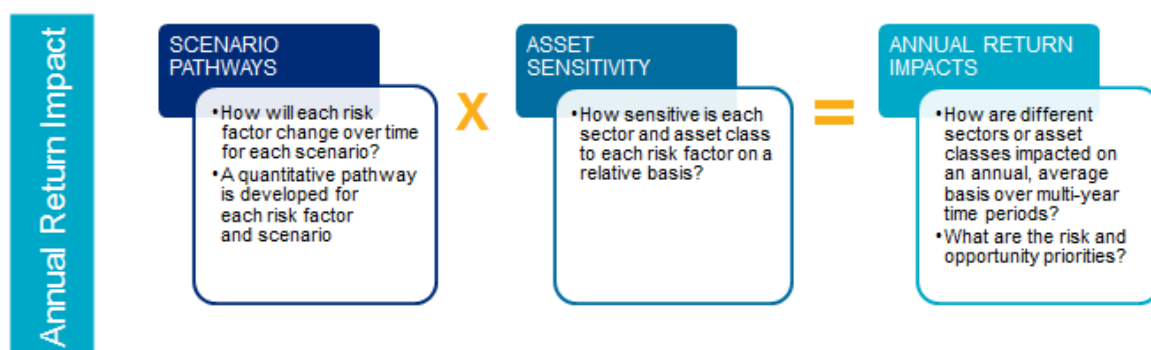 Annual Return Impact
SCENARIO
PATHWAYS
•How will each risk
factor change over time
for each scenario?
•A quantitative pathway
is developed for
each risk factor
and scenario
X
ASSET
SENSITIVITY
•How sensitive is each
sector and asset class
to each risk factor on a
relative basis?
=
ANNUAL RETURN
IMPACTS
•How are different
sectors or asset
classes impacted on
an annual, average
basis over multi-year
time periods?
•What are the risk and
opportunity priorities?